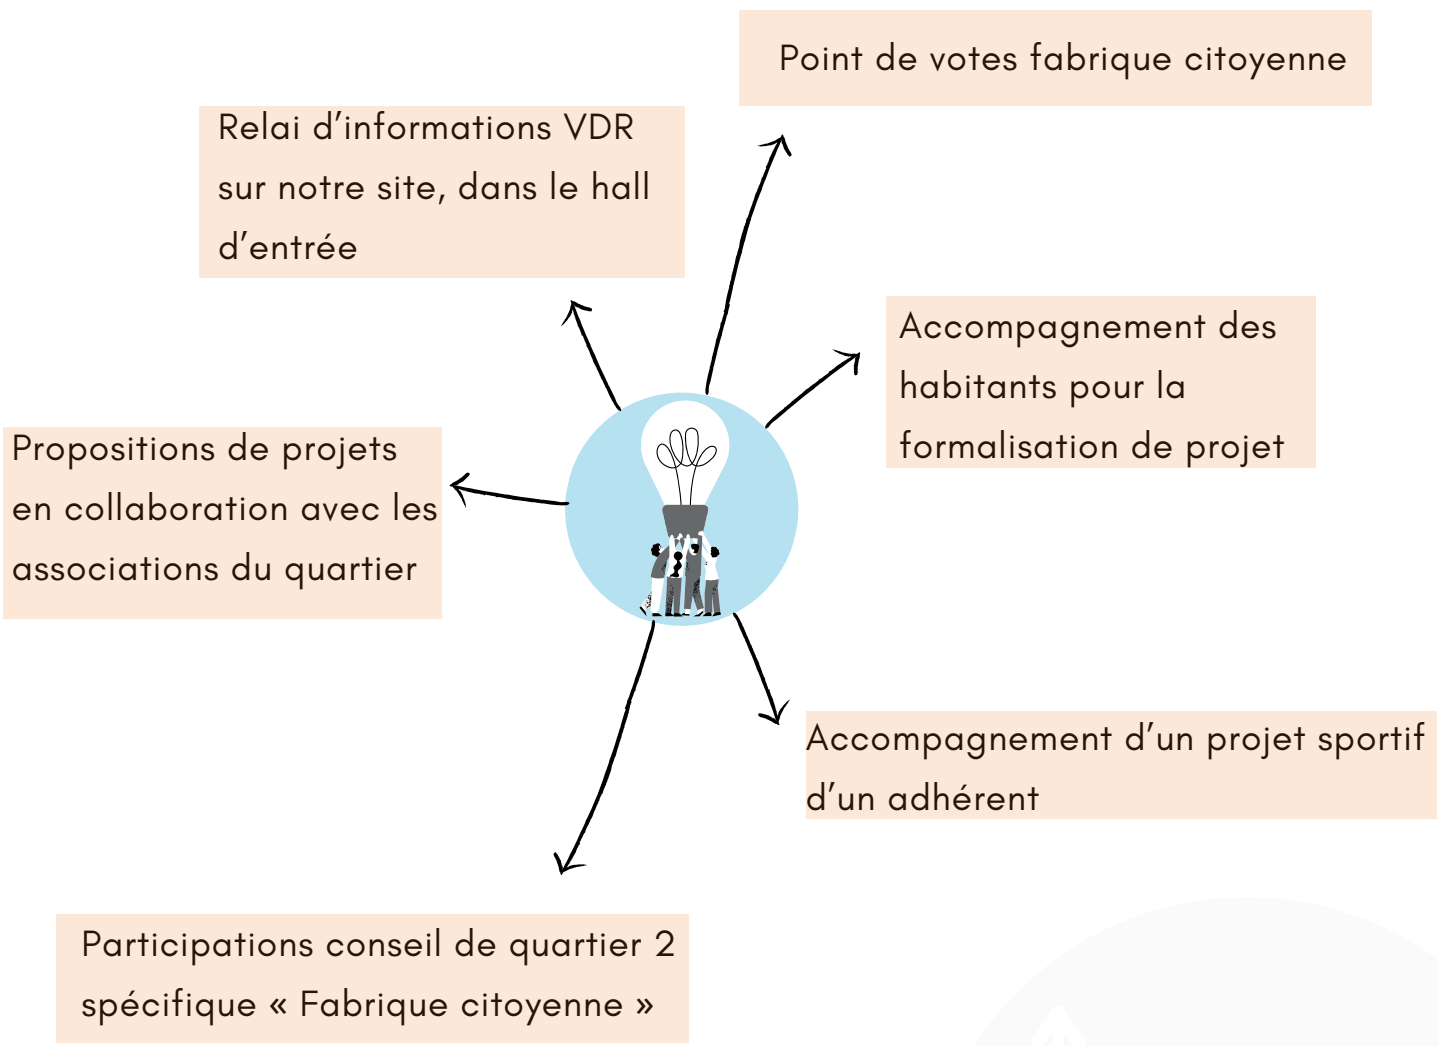 Point de votes fabrique citoyenne
Relai d’informations VDR
sur notre site, dans le hall
d’entrée
Accompagnement des
habitants pour la
formalisation de projet
Propositions de projets
en collaboration avec les
associations du quartier
Accompagnement d’un projet sportif
d’un adhérent
Participations conseil de quartier 2
spécifique « Fabrique citoyenne »